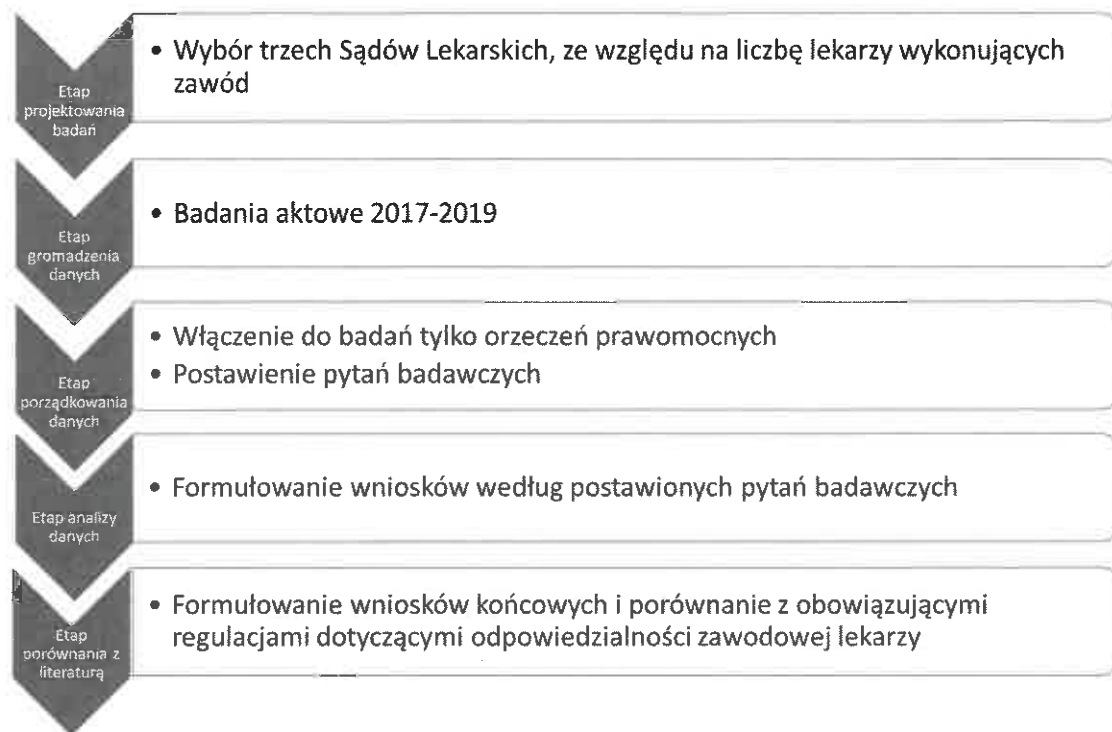 Etap
projektowania
badań
• Wybór trzech Sądów Lekarskich, ze względu na liczbę lekarzy wykonujących
zawód
Etap
gromadzenia
danych
• Badania aktowe 2017-2019
Etap
porządkowania
danych
• Włączenie do badań tylko orzeczeń prawomocnych
• Postawienie pytań badawczych
Etap analizy
danych
• Formułowanie wniosków według postawionych pytań badawczych
Etap
porównania z
literaturą
• Formułowanie wniosków końcowych i porównanie z obowiązującymi
regulacjami dotyczącymi odpowiedzialności zawodowej lekarzy